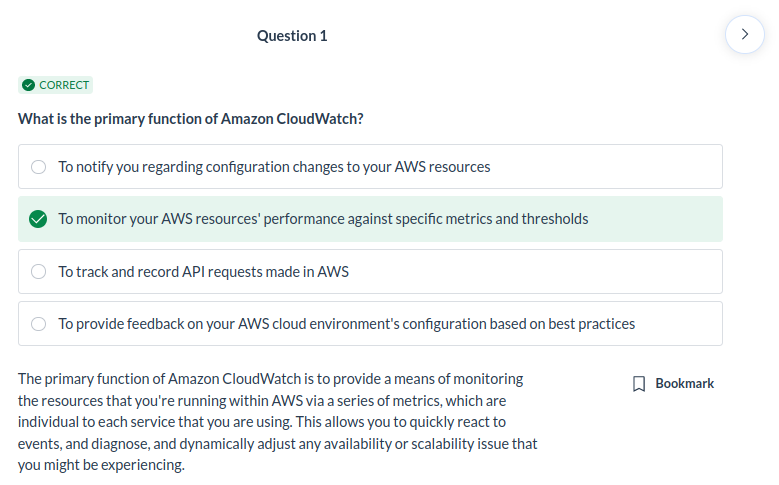 Question 1
CORRECT
What is the primary function of Amazon CloudWatch?
To notify you regarding configuration changes to your AWS resources
To monitor your AWS resources' performance against specific metrics and thresholds
To track and record API requests made in AWS
To provide feedback on your AWS cloud environment's configuration based on best practices
The primary function of Amazon CloudWatch is to provide a means of monitoring
the resources that you're running within AWS via a series of metrics, which are
individual to each service that you are using. This allows you to quickly react to
events, and diagnose, and dynamically adjust any availability or scalability issue that
you might be experiencing.
Bookmark